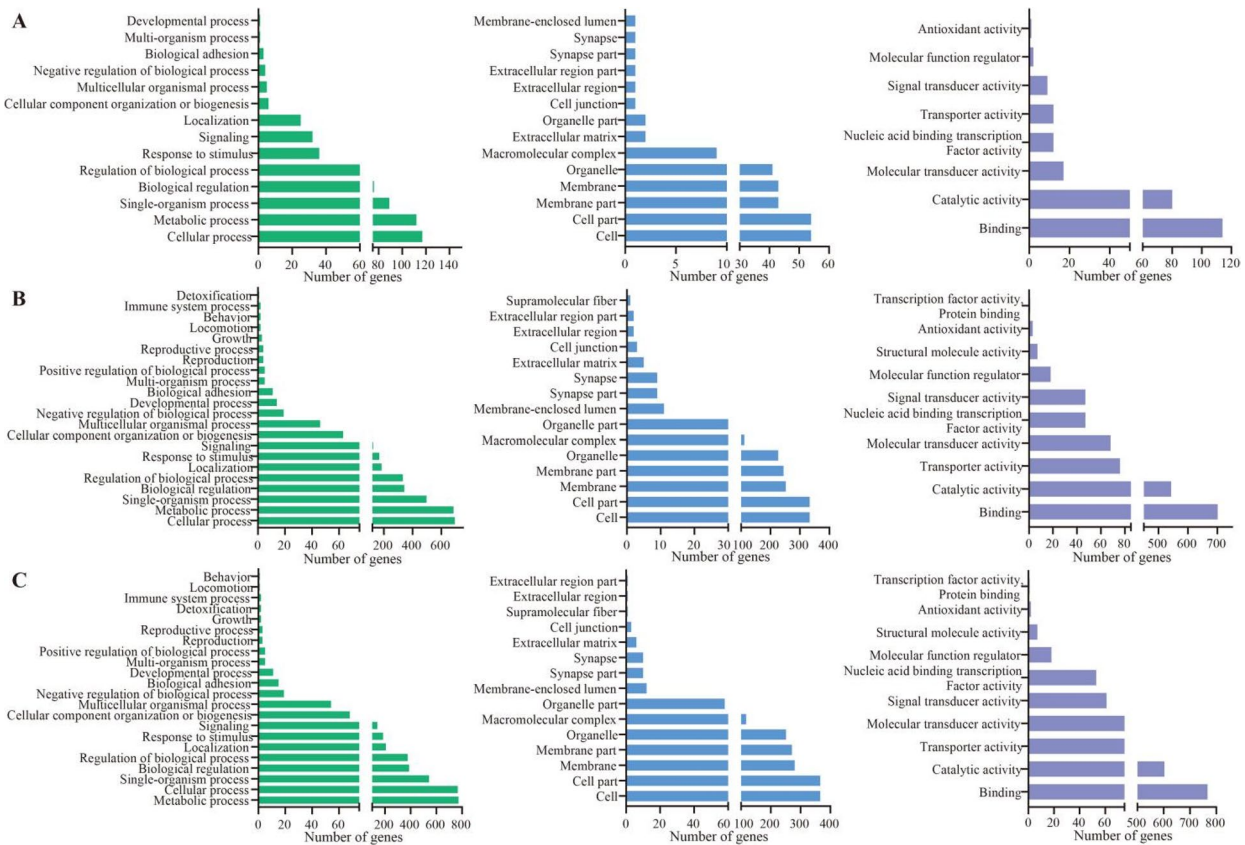 A
Developmental process
Multi-organism process
Biological adhesion
Negative regulation of biological process
Multicellular organismal process
Cellular component organization or biogenesis
Localization
Signaling
Response to stimulus
Regulation of biological process
Biological regulation
Single-organism process
Metabolic process
Cellular process
0 20 40 60 80 100 120 140
Number of genes
Membrane-enclosed lumen
Synapse
Synapse part
Extracellular region part
Extracellular region
Cell junction
Organelle part
Extracellular matrix
Macromolecular complex
Organelle
Membrane
Membrane part
Cell part
Cell
0 5 10 30 40 50 60
Number of genes
Antioxidant activity
Molecular function regulator
Signal transducer activity
Transporter activity
Nucleic acid binding transcription
Factor activity
Molecular transducer activity
Catalytic activity
Binding
0 20 40 60 80 100 120
Number of genes
B
Detoxification
Immune system process
Behavior
Locomotion
Growth
Reproductive process
Reproduction
Positive regulation of biological process
Multi-organism process
Biological adhesion
Developmental process
Negative regulation of biological process
Multicellular organismal process
Cellular component organization or biogenesis
Signaling
Response to stimulus
Localization
Regulation of biological process
Biological regulation
Single-organism process
Metabolic process
Cellular process
0 20 40 60 200 400 600
Number of genes
Supramolecular fiber
Extracellular region part
Extracellular region
Cell junction
Extracellular matrix
Synapse
Synapse part
Membrane-enclosed lumen
Organelle part
Macromolecular complex
Organelle
Membrane part
Membrane
Cell part
Cell
0 10 20 30 100 200 300 400
Number of genes
Transcription factor activity,
Protein binding
Antioxidant activity
Structural molecule activity
Molecular function regulator
Signal transducer activity
Nucleic acid binding transcription
Factor activity
Molecular transducer activity
Transporter activity
Catalytic activity
Binding
0 20 40 60 80 500 600 700
Number of genes
C
Behavior
Locomotion
Immune system process
Detoxification
Growth
Reproductive process
Reproduction
Positive regulation of biological process
Multi-organism process
Developmental process
Biological adhesion
Negative regulation of biological process
Multicellular organismal process
Cellular component organization or biogenesis
Signaling
Response to stimulus
Localization
Regulation of biological process
Biological regulation
Single-organism process
Cellular process
Metabolic process
0 20 40 60 200 400 600 800
Number of genes
Extracellular region part
Extracellular region
Supramolecular fiber
Cell junction
Extracellular matrix
Synapse
Synapse part
Membrane-enclosed lumen
Organelle part
Macromolecular complex
Organelle
Membrane part
Membrane
Cell part
Cell
0 20 40 60 100 200 300 400
Number of genes
Transcription factor activity,
Protein binding
Antioxidant activity
Structural molecule activity
Molecular function regulator
Nucleic acid binding transcription
Factor activity
Signal transducer activity
Molecular transducer activity
Transporter activity
Catalytic activity
Binding
0 20 40 60 500 600 700 800
Number of genes